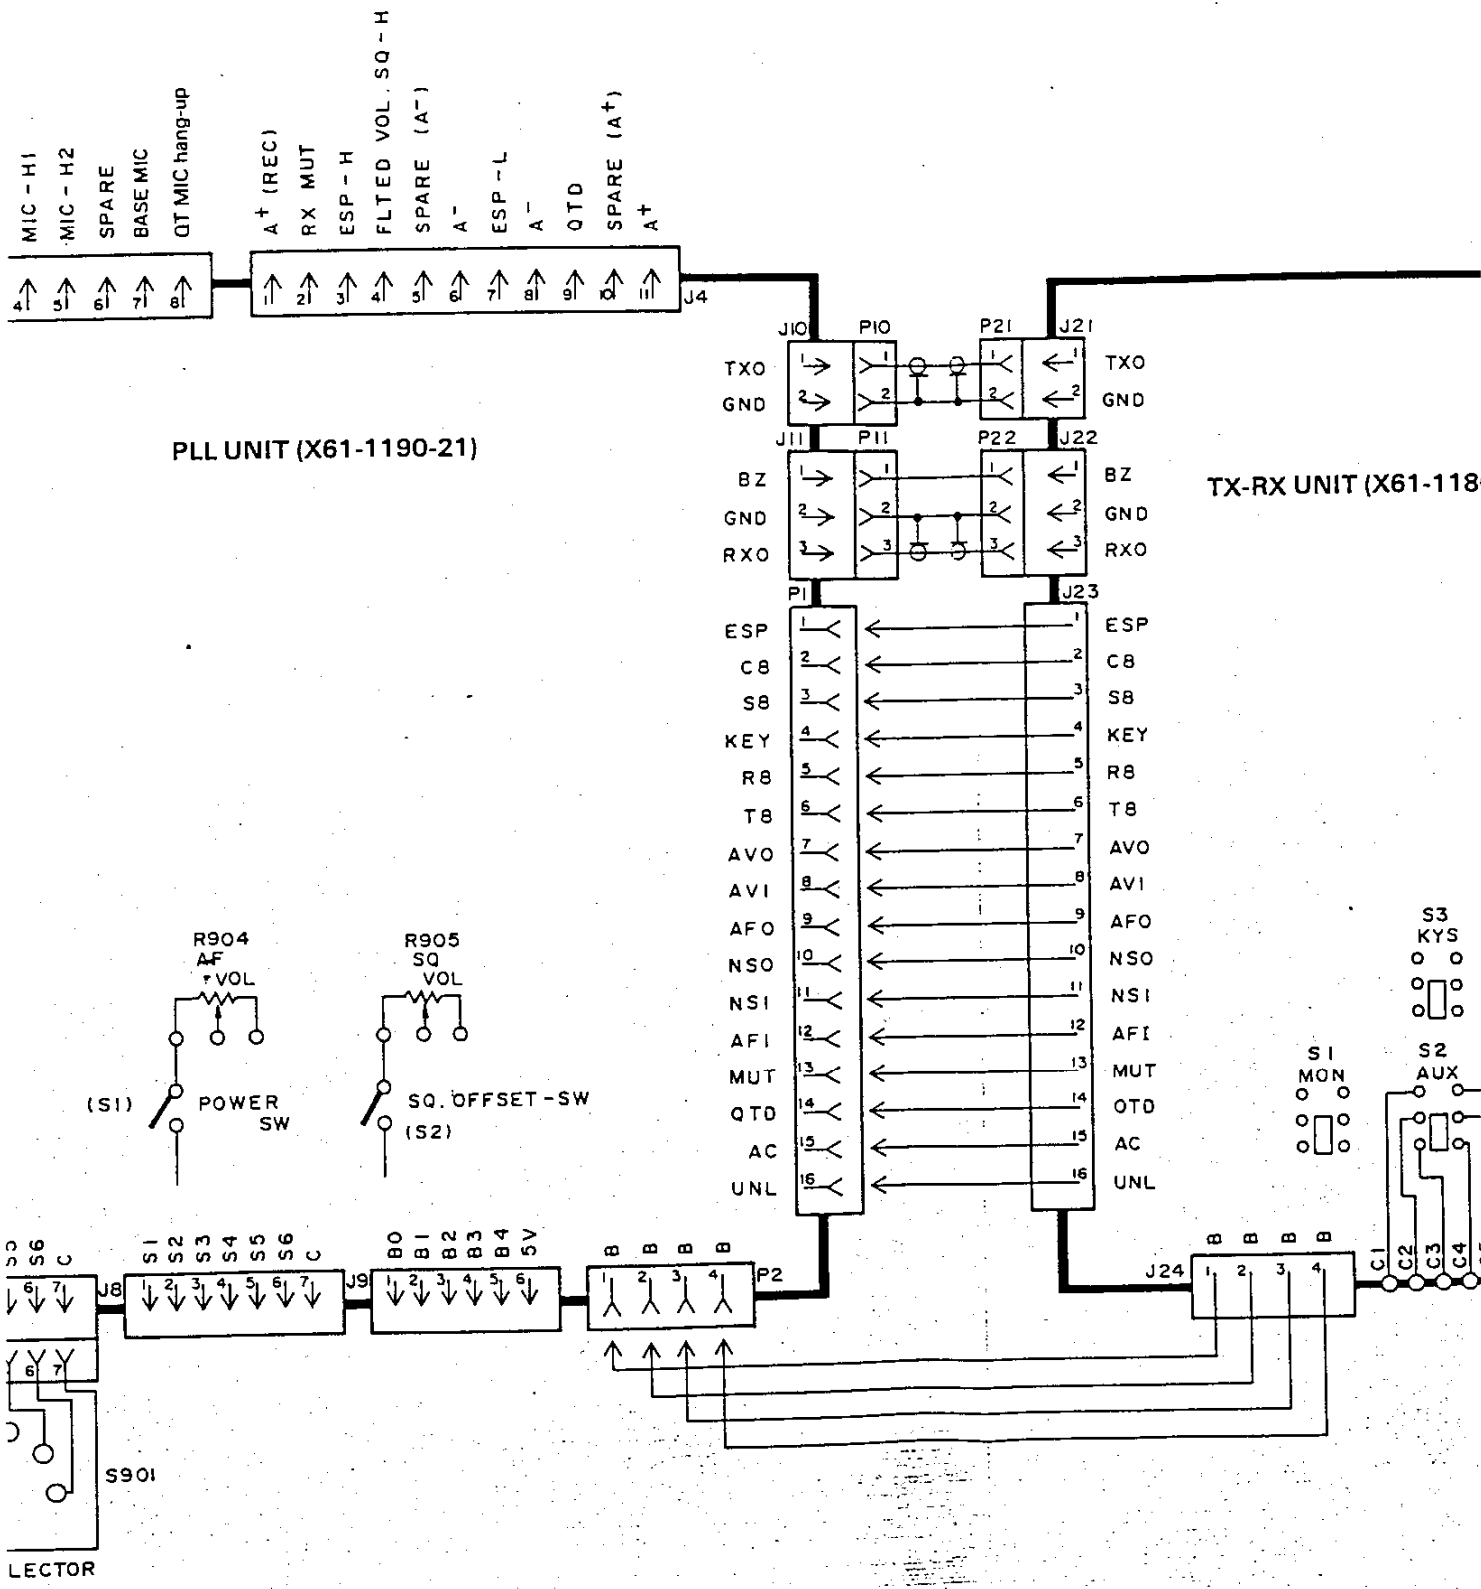 MIC-H1
MIC-H2
SPARE
BASE MIC
QT MIC hang-up
A+ (REC)
RX MUT
ESP-H
FLTED VOL. SQ-H
SPARE (A-)
A-
ESP-L
A-
QTD
SPARE (A+)
A+
4 5 6 7 8
1 2 3 4 5 6 7 8 9 10 11
J4
J10 P10 P21 J21
TXO 1 1 1 1 TXO
GND 2 2 2 2 GND
PLL UNIT (X61-1190-21)
J11 P11 P22 J22
BZ 1 1 1 1 BZ
TX-RX UNIT (X61-118
GND 2 2 2 2 GND
RXO 3 3 3 3 RXO
P1 J23
ESP 1 1 ESP
C8 2 2 C8
S8 3 3 S8
KEY 4 4 KEY
R8 5 5 R8
T8 6 6 T8
AVO 7 7 AVO
AVI 8 8 AVI
AFO 9 9 AFO
NSO 10 10 NSO
NSI 11 11 NSI
AFI 12 12 AFI
MUT 13 13 MUT
QTD 14 14 OTD
AC 15 15 AC
UNL 16 16 UNL
R904
AF
VOL
R905
SQ
VOL
(S1)
POWER
SW
SQ. OFFSET-SW
(S2)
S3
KYS
S1
MON
S2
AUX
S6 C
6 7
J8
S1 S2 S3 S4 S5 S6 C
1 2 3 4 5 6 7
J9
B0 B1 B2 B3 B4 5V
1 2 3 4 5 6
B B B B
1 2 3 4
P2
J24
B B B B
1 2 3 4
C1 C2 C3 C4
6 7
S901
LECTOR